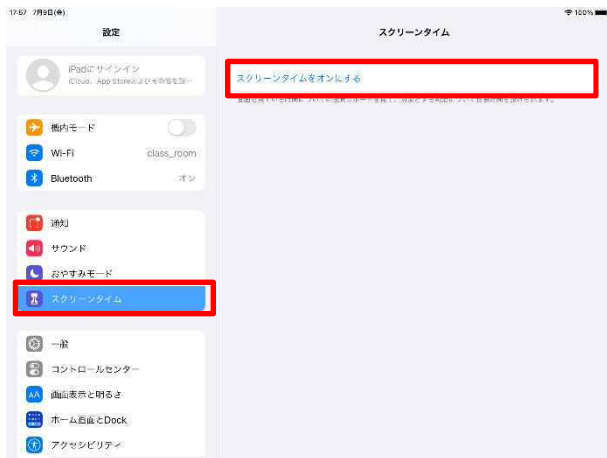 17:57 7月9日(金)
100%
設定
スクリーンタイム
iPadにサインイン
スクリーンタイムをオンにする
機内モード
Wi-Fi
class_room
Bluetooth
オン
通知
サウンド
おやすみモード
スクリーンタイム
一般
コントロールセンター
AA
画面表示と明るさ
ホーム画面とDock
アクセシビリティ